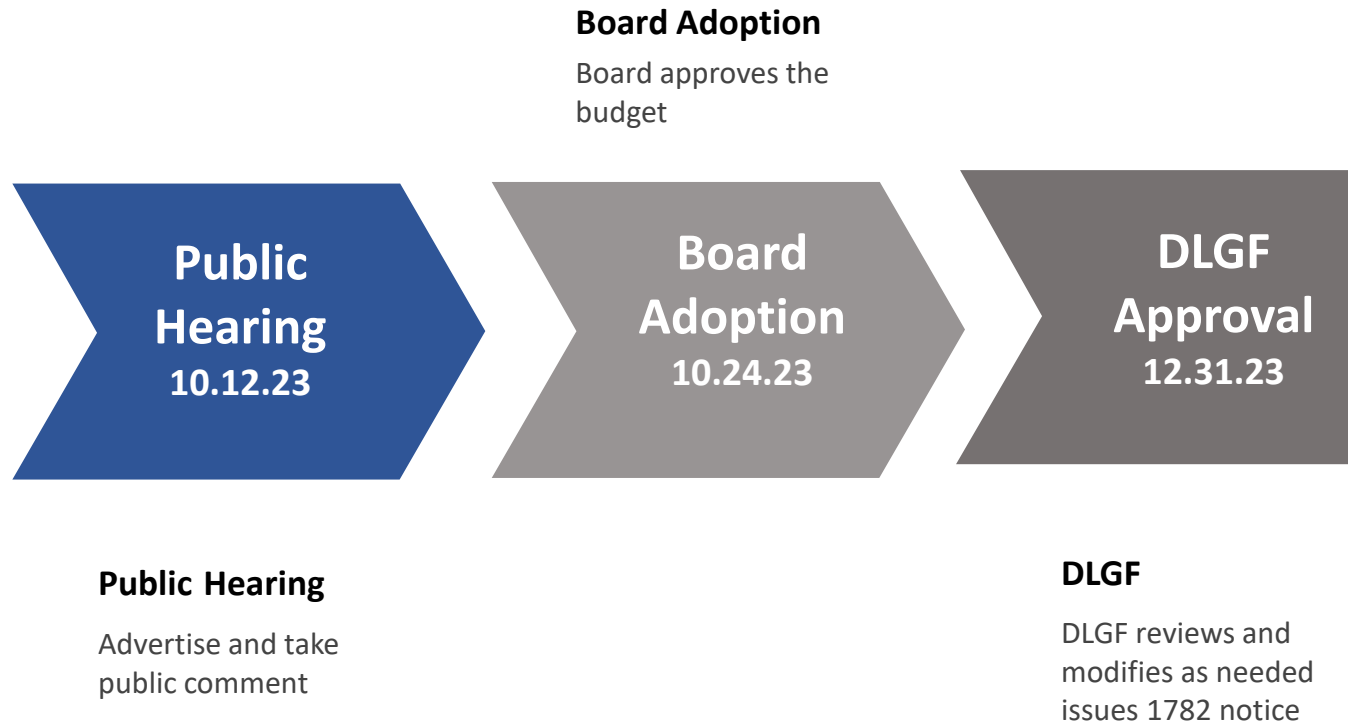 Board Adoption
Board approves the
budget
Public
Hearing
10.12.23
Board
Adoption
10.24.23
DLGF
Approval
12.31.23
Public Hearing
Advertise and take
public comment
DLGF
DLGF reviews and
modifies as needed
issues 1782 notice